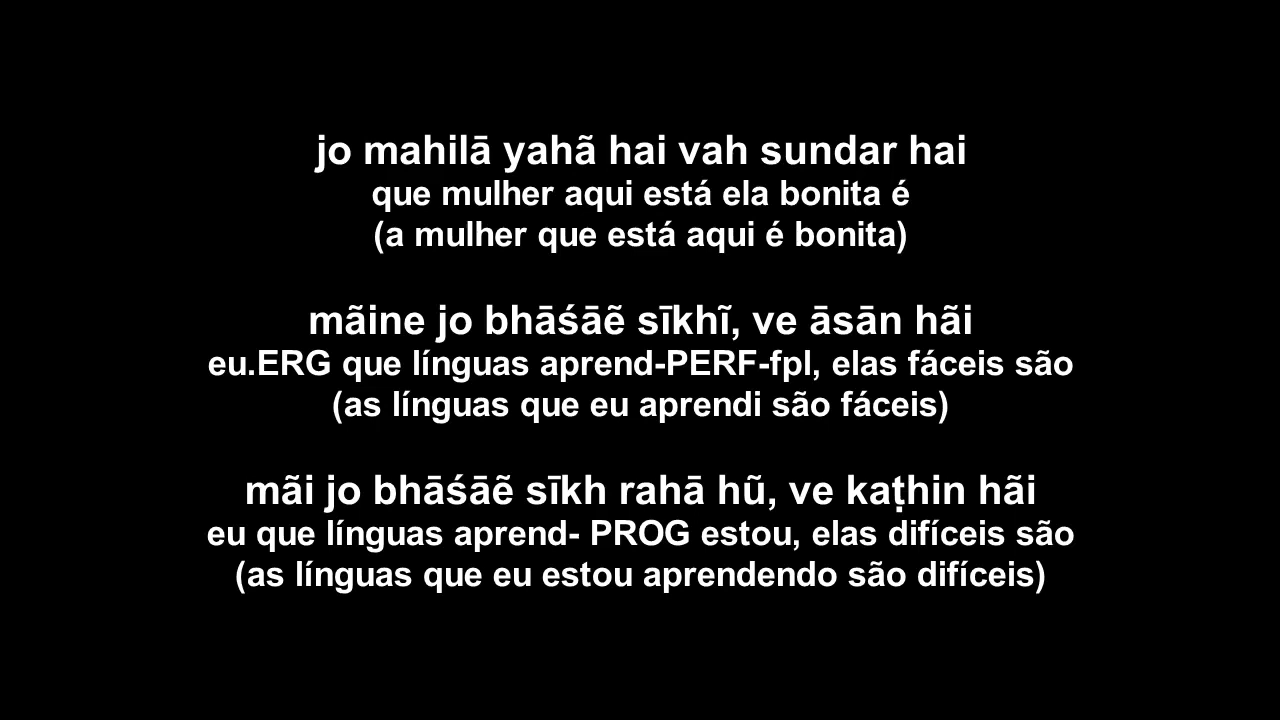 jo mahilā yahã hai vah sundar hai
que mulher aqui está ela bonita é
(a mulher que está aqui é bonita)
mãine jo bhāśāẽ sīkhĩ, ve āsān hãi
eu.ERG que línguas aprend-PERF-fpl, elas fáceis são
(as línguas que eu aprendi são fáceis)
mãi jo bhāśāẽ sīkh rahā hũ, ve kaṭhin hãi
eu que línguas aprend- PROG estou, elas difíceis são
(as línguas que eu estou aprendendo são difíceis)